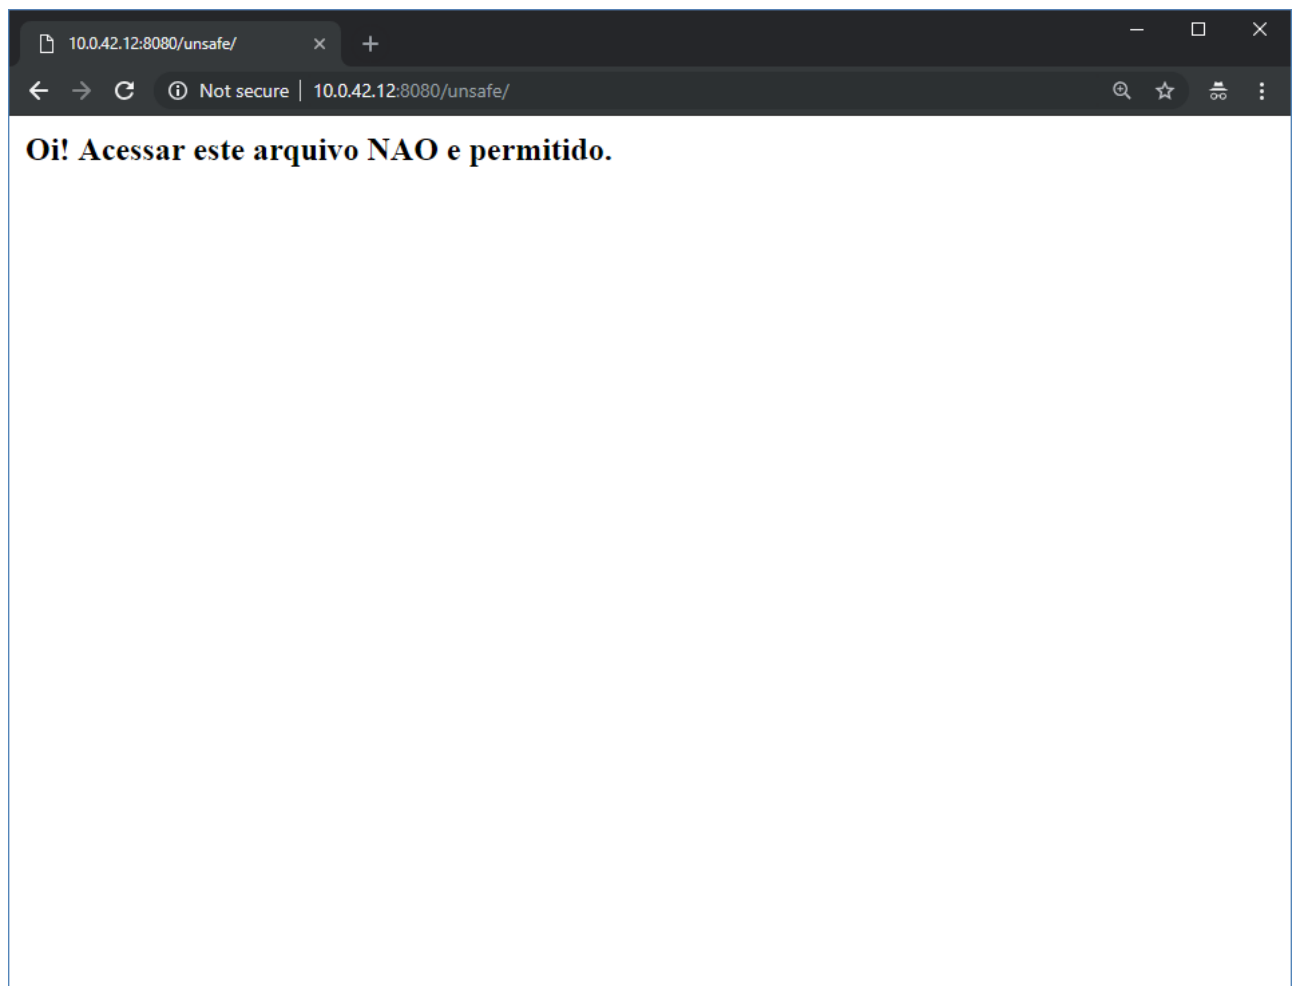 10.0.42.12:8080/unsafe/
Not secure | 10.0.42.12:8080/unsafe/
Oi! Acessar este arquivo NAO e permitido.